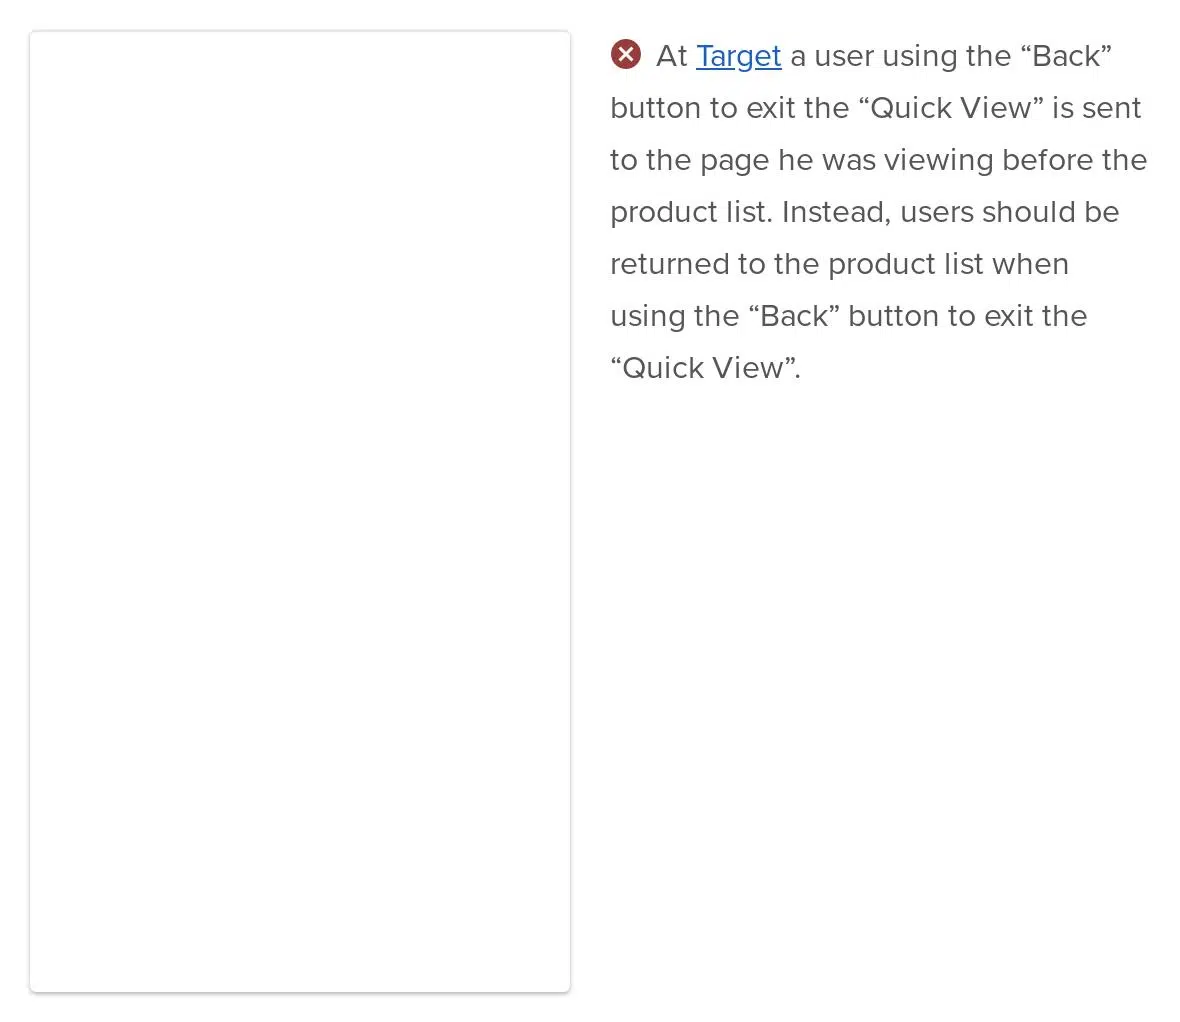 At Target a user using the “Back”
button to exit the “Quick View” is sent
to the page he was viewing before the
product list. Instead, users should be
returned to the product list when
using the “Back” button to exit the
“Quick View”.